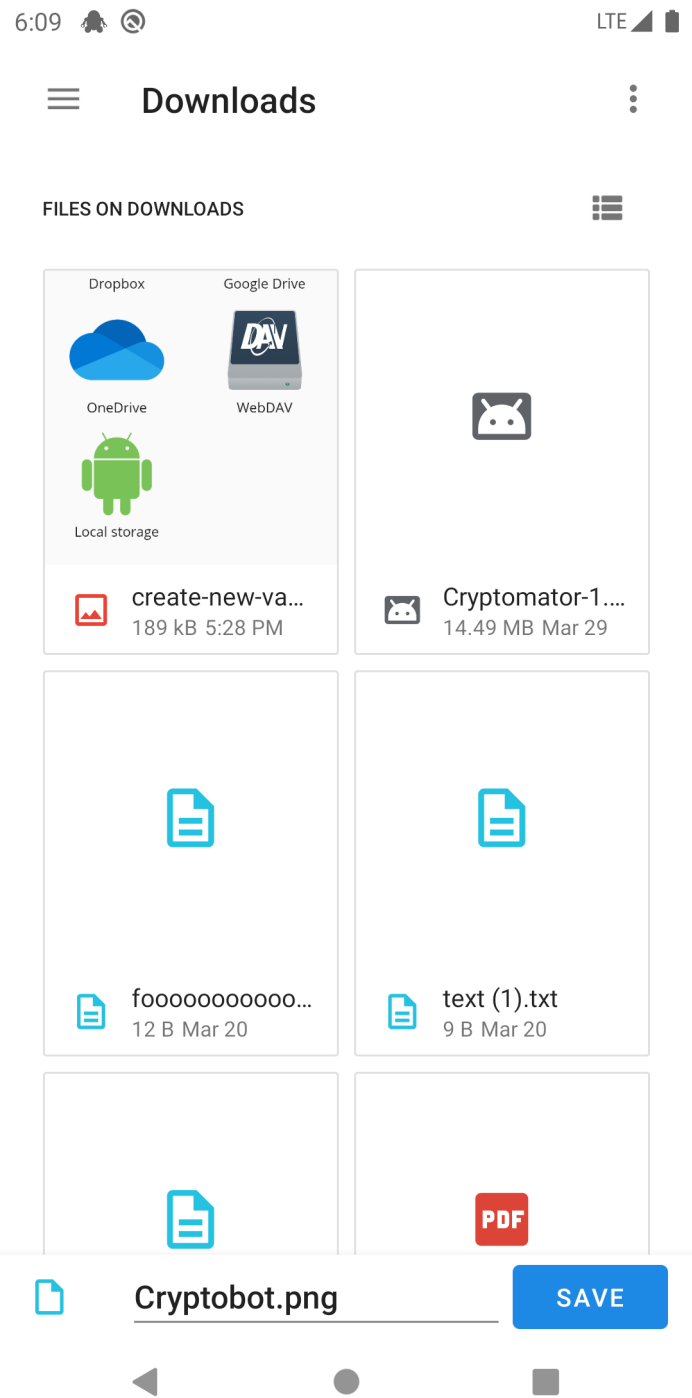 6:09
LTE
Downloads
FILES ON DOWNLOADS
Dropbox
Google Drive
DAV
OneDrive
WebDAV
Local storage
create-new-va...
189 kB 5:28 PM
Cryptomator-1....
14.49 MB Mar 29
foooooooooooo...
12 B Mar 20
text (1).txt
9 B Mar 20
PDF
Cryptobot.png
SAVE